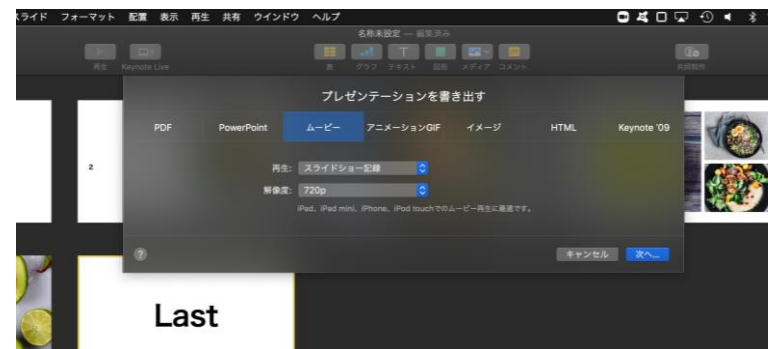 スライド フォーマット 配置 表示 再生 共有 ウインドウ ヘルプ
名称未設定 — 編集済み
再生 Keynote Live 表 グラフ テキスト 図形 メディア コメント 共同制作
プレゼンテーションを書き出す
PDF PowerPoint ムービー アニメーションGIF イメージ HTML Keynote '09
再生: スライドショー記録
解像度: 720p
iPad、iPad mini、iPhone、iPod touchでのムービー再生に最適です。
2
? キャンセル 次へ...
Last